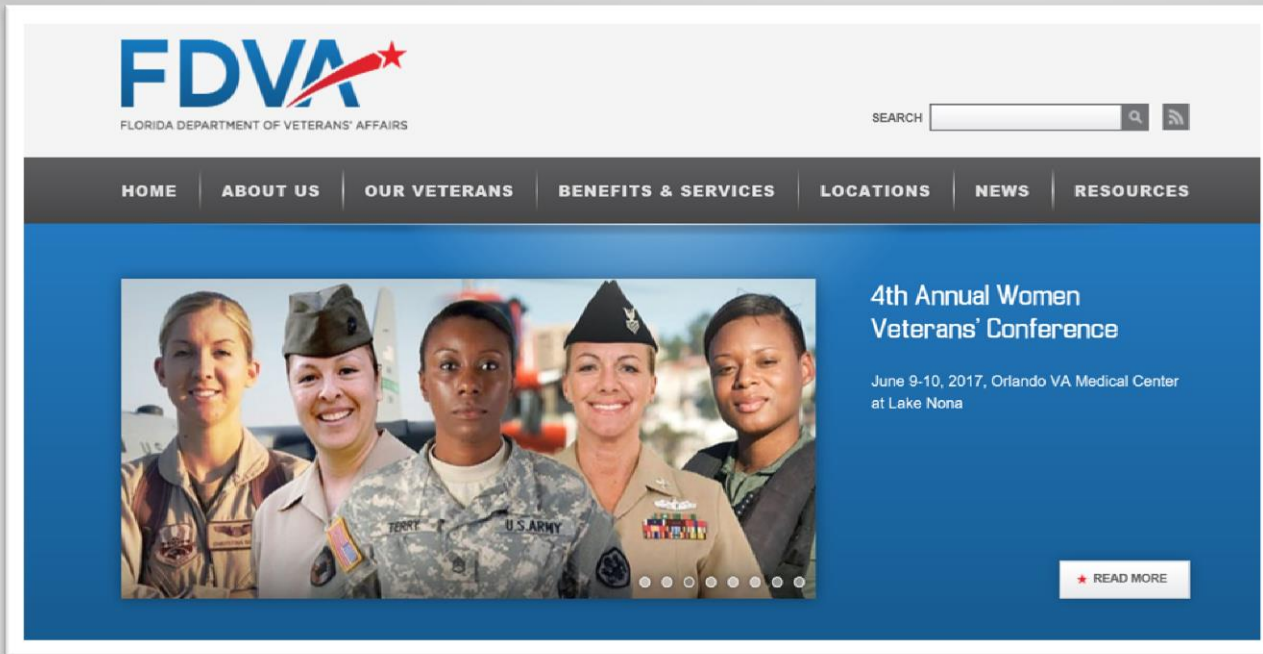 FDVA
FLORIDA DEPARTMENT OF VETERANS' AFFAIRS
SEARCH
HOME ABOUT US OUR VETERANS BENEFITS & SERVICES LOCATIONS NEWS RESOURCES
4th Annual Women
Veterans' Conference
June 9-10, 2017, Orlando VA Medical Center
at Lake Nona
TERRY U.S.ARMY
READ MORE